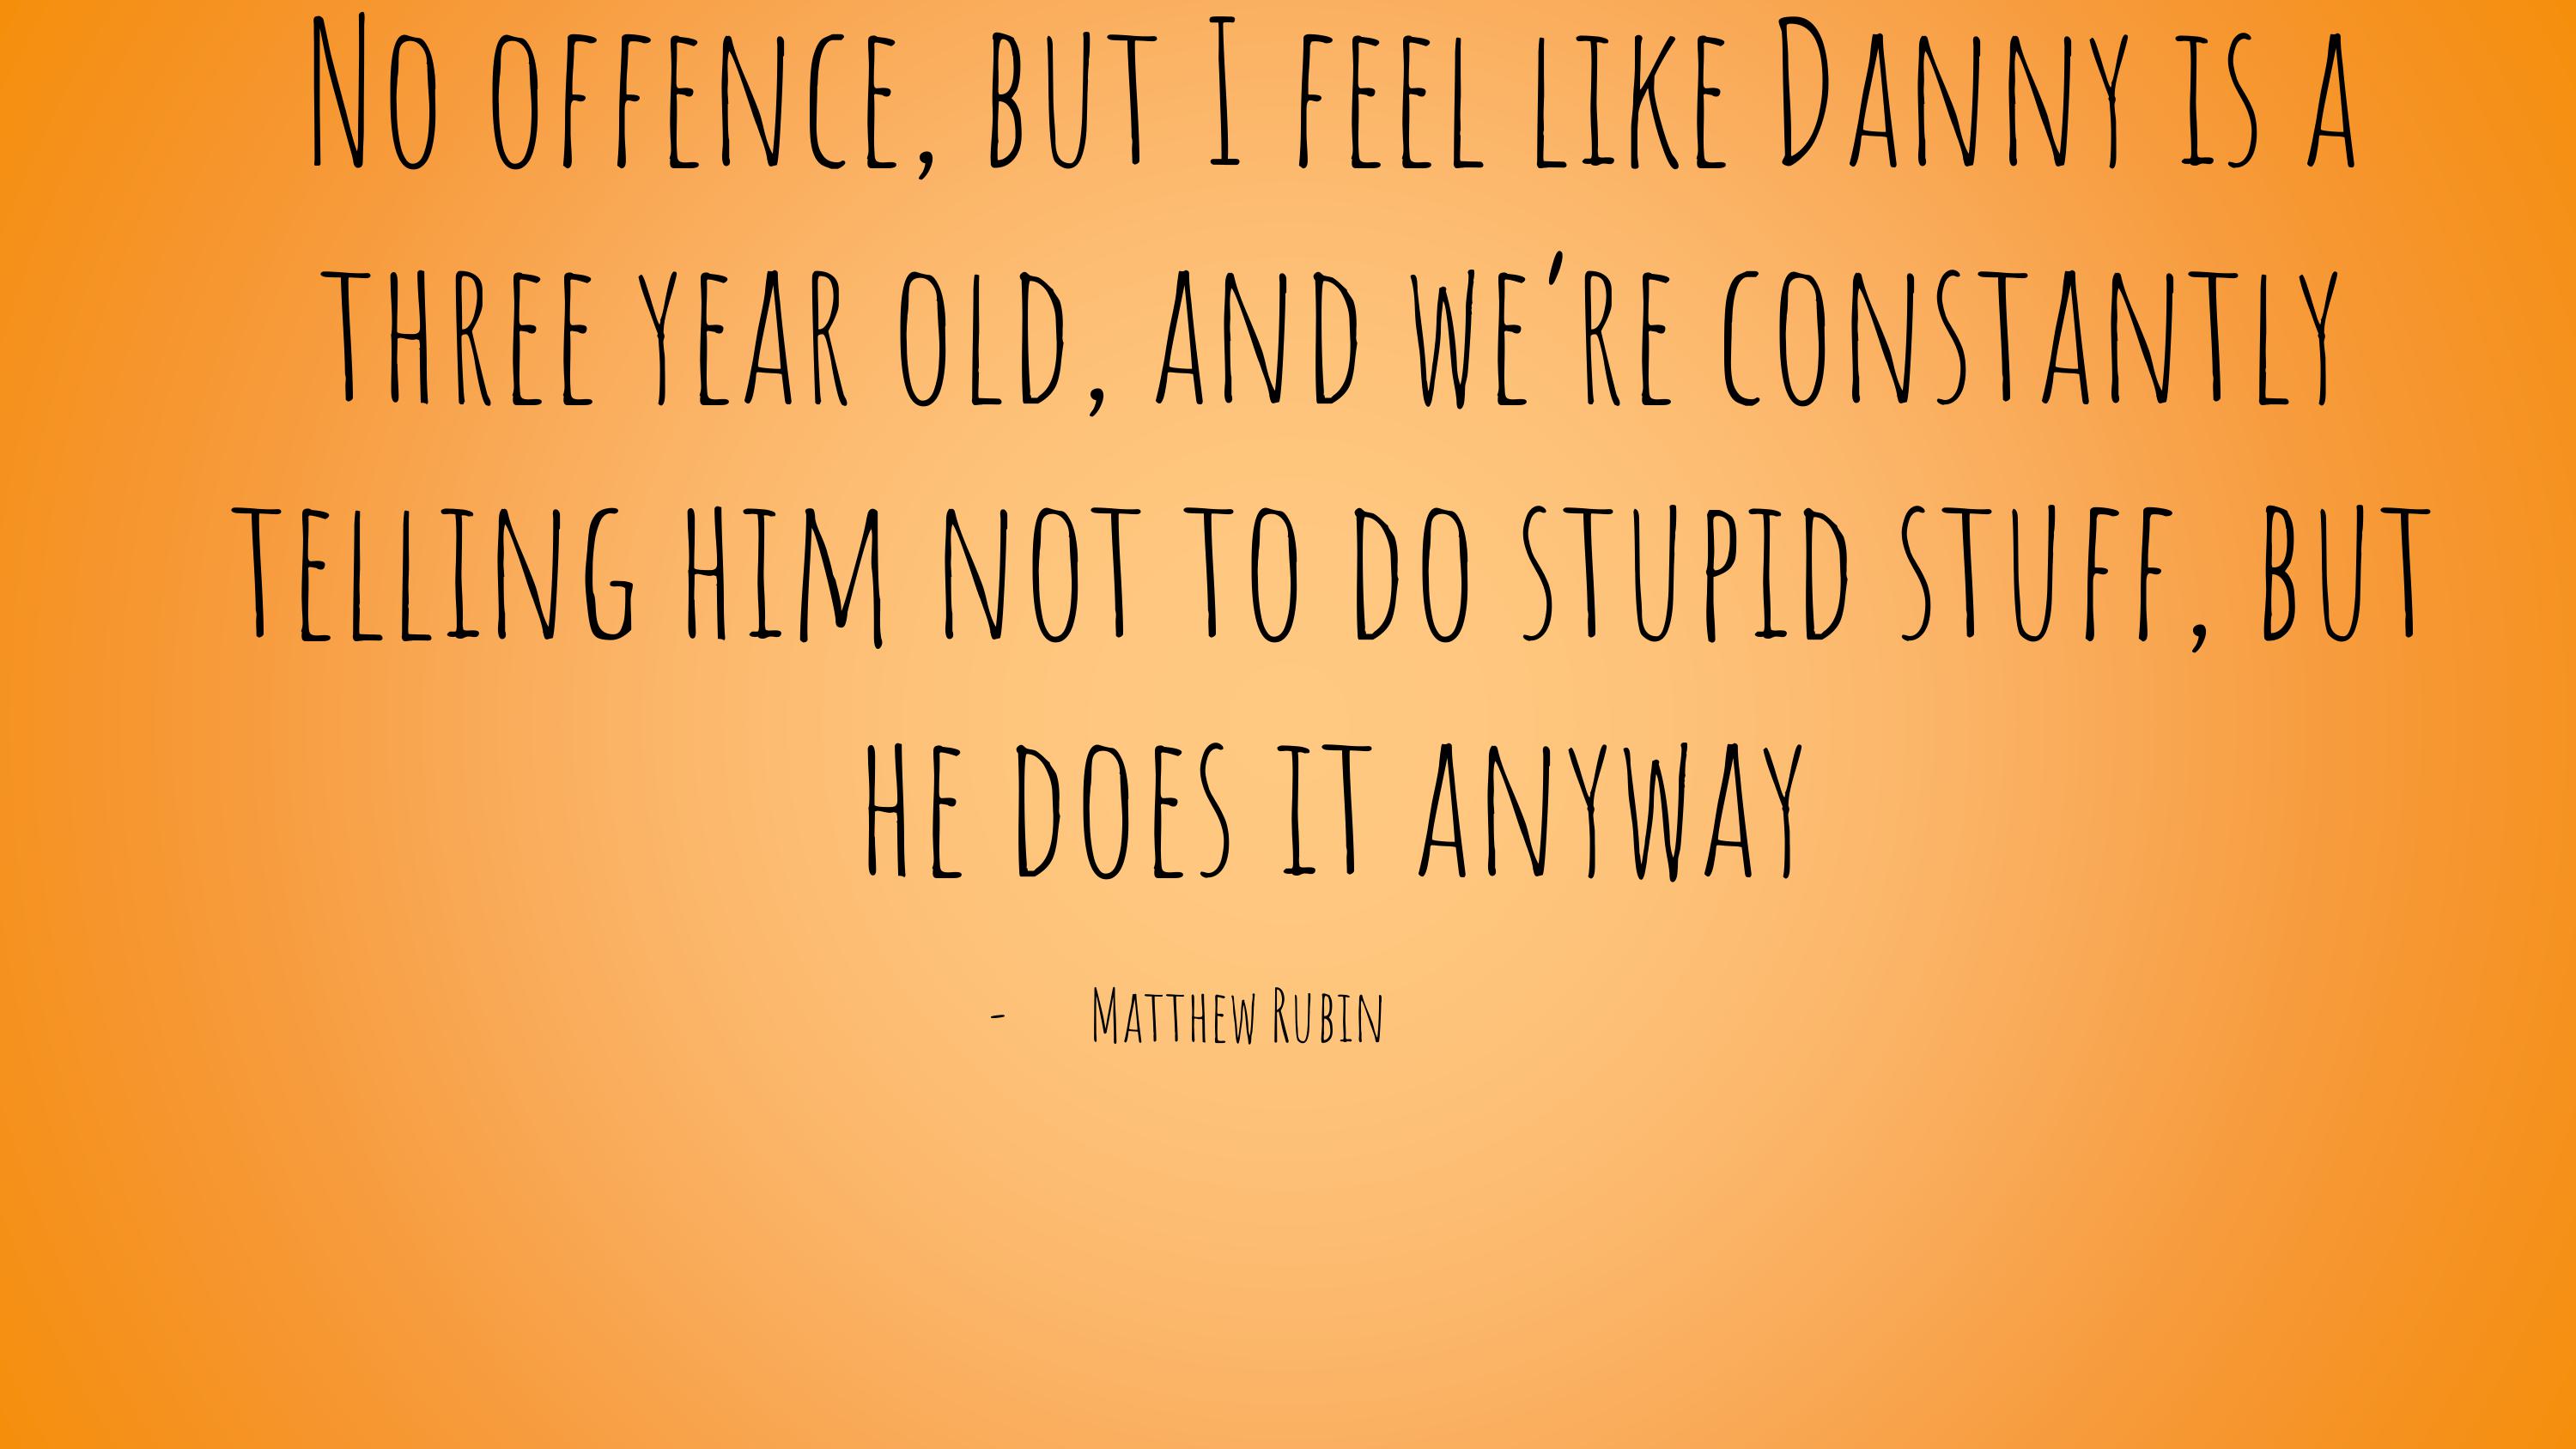 No offence, but I feel like Danny is a
three year old, and we're constantly
telling him not to do stupid stuff, but
he does it anyway
- Matthew Rubin